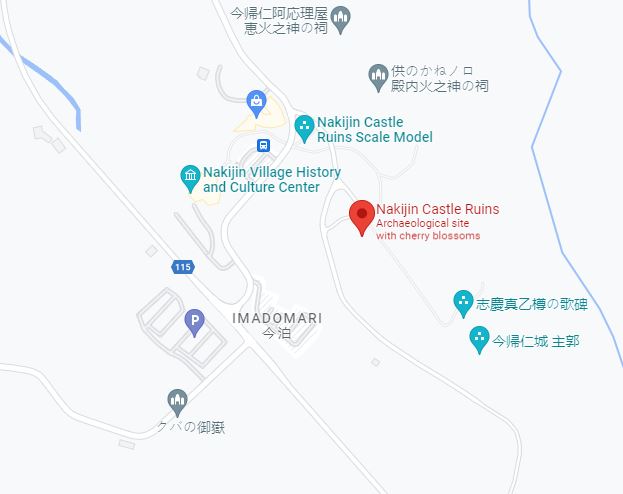 今帰仁阿応理屋
恵火之神の祠
供のかねノロ
殿内火之神の祠
Nakijin Castle
Ruins Scale Model
Nakijin Village History
and Culture Center
Nakijin Castle Ruins
Archaeological site
with cherry blossoms
115
志慶真乙樽の歌碑
P
IMADOMARI
今泊
今帰仁城 主郭
クバの御嶽